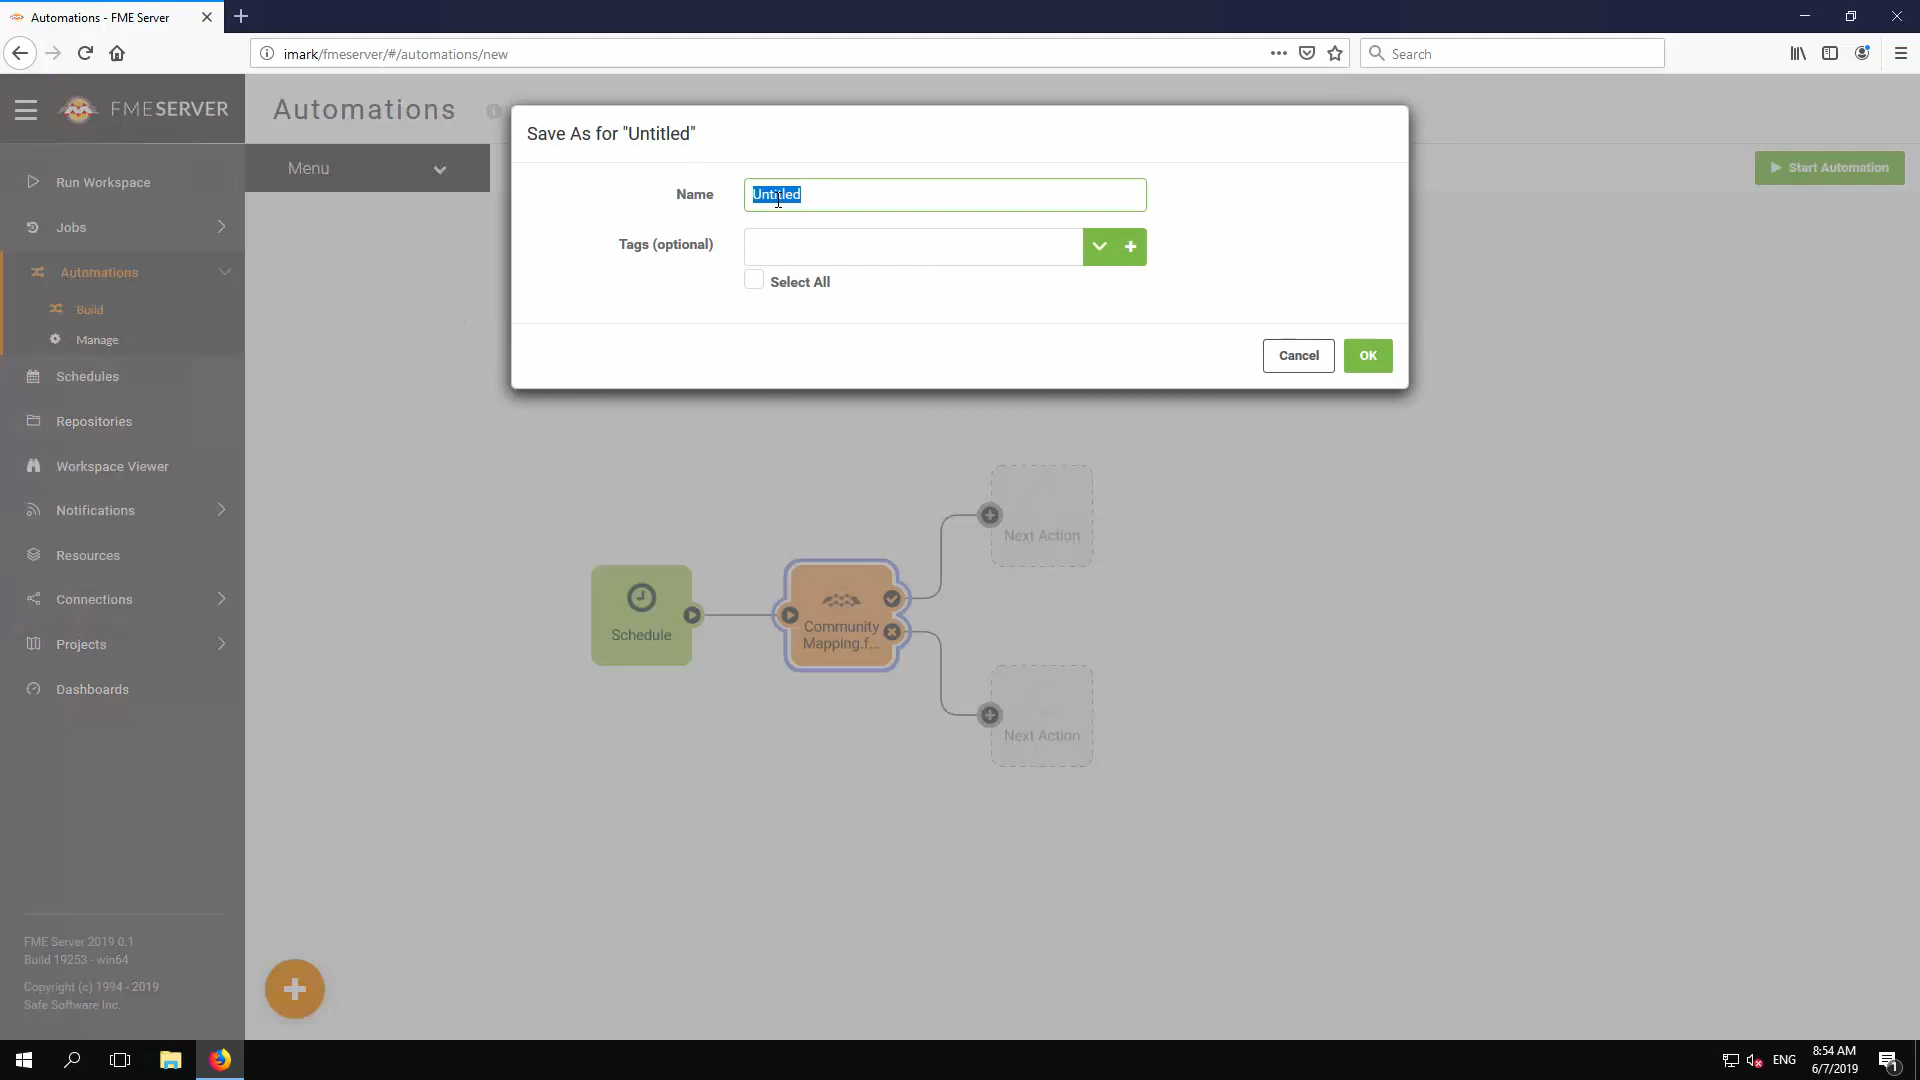 Automations - FME Server
imark/fmeserver/#/automations/new
Search
FMESERVER
Automations
Menu
Start Automation
Run Workspace
Jobs
Automations
Build
Manage
Schedules
Repositories
Workspace Viewer
Notifications
Resources
Connections
Projects
Dashboards
Save As for "Untitled"
Name
Untitled
Tags (optional)
Select All
Cancel
OK
Schedule
Community
Mapping.f...
Next Action
Next Action
FME Server 2019.0.1
Build 19253 - win64
Copyright (c) 1994 - 2019
Safe Software Inc.
ENG
8:54 AM
6/7/2019
1